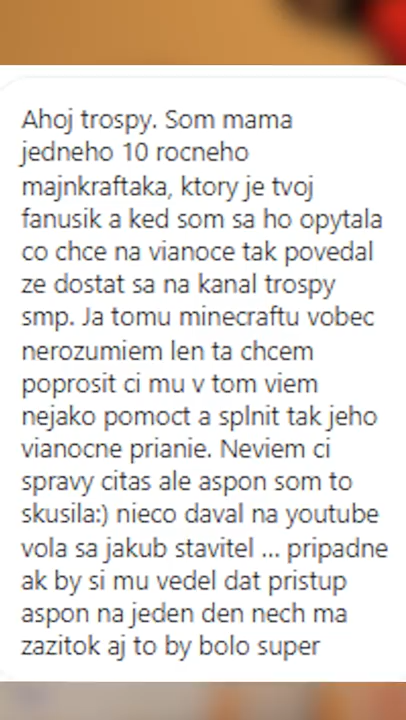 Ahoj trospy. Som mama
jedneho 10 rocneho
majnkraftaka, ktory je tvoj
fanusik a ked som sa ho opytala
co chce na vianoce tak povedal
ze dostat sa na kanal trospy
smp. Ja tomu minecraftu vobec
nerozumiem len ta chcem
poprosit ci mu v tom viem
nejako pomoct a splnit tak jeho
vianocne prianie. Neviem ci
spravy citas ale aspon som to
skusila:) nieco daval na youtube
vola sa jakub stavitel ... pripadne
ak by si mu vedel dat pristup
aspon na jeden den nech ma
zazitok aj to by bolo super